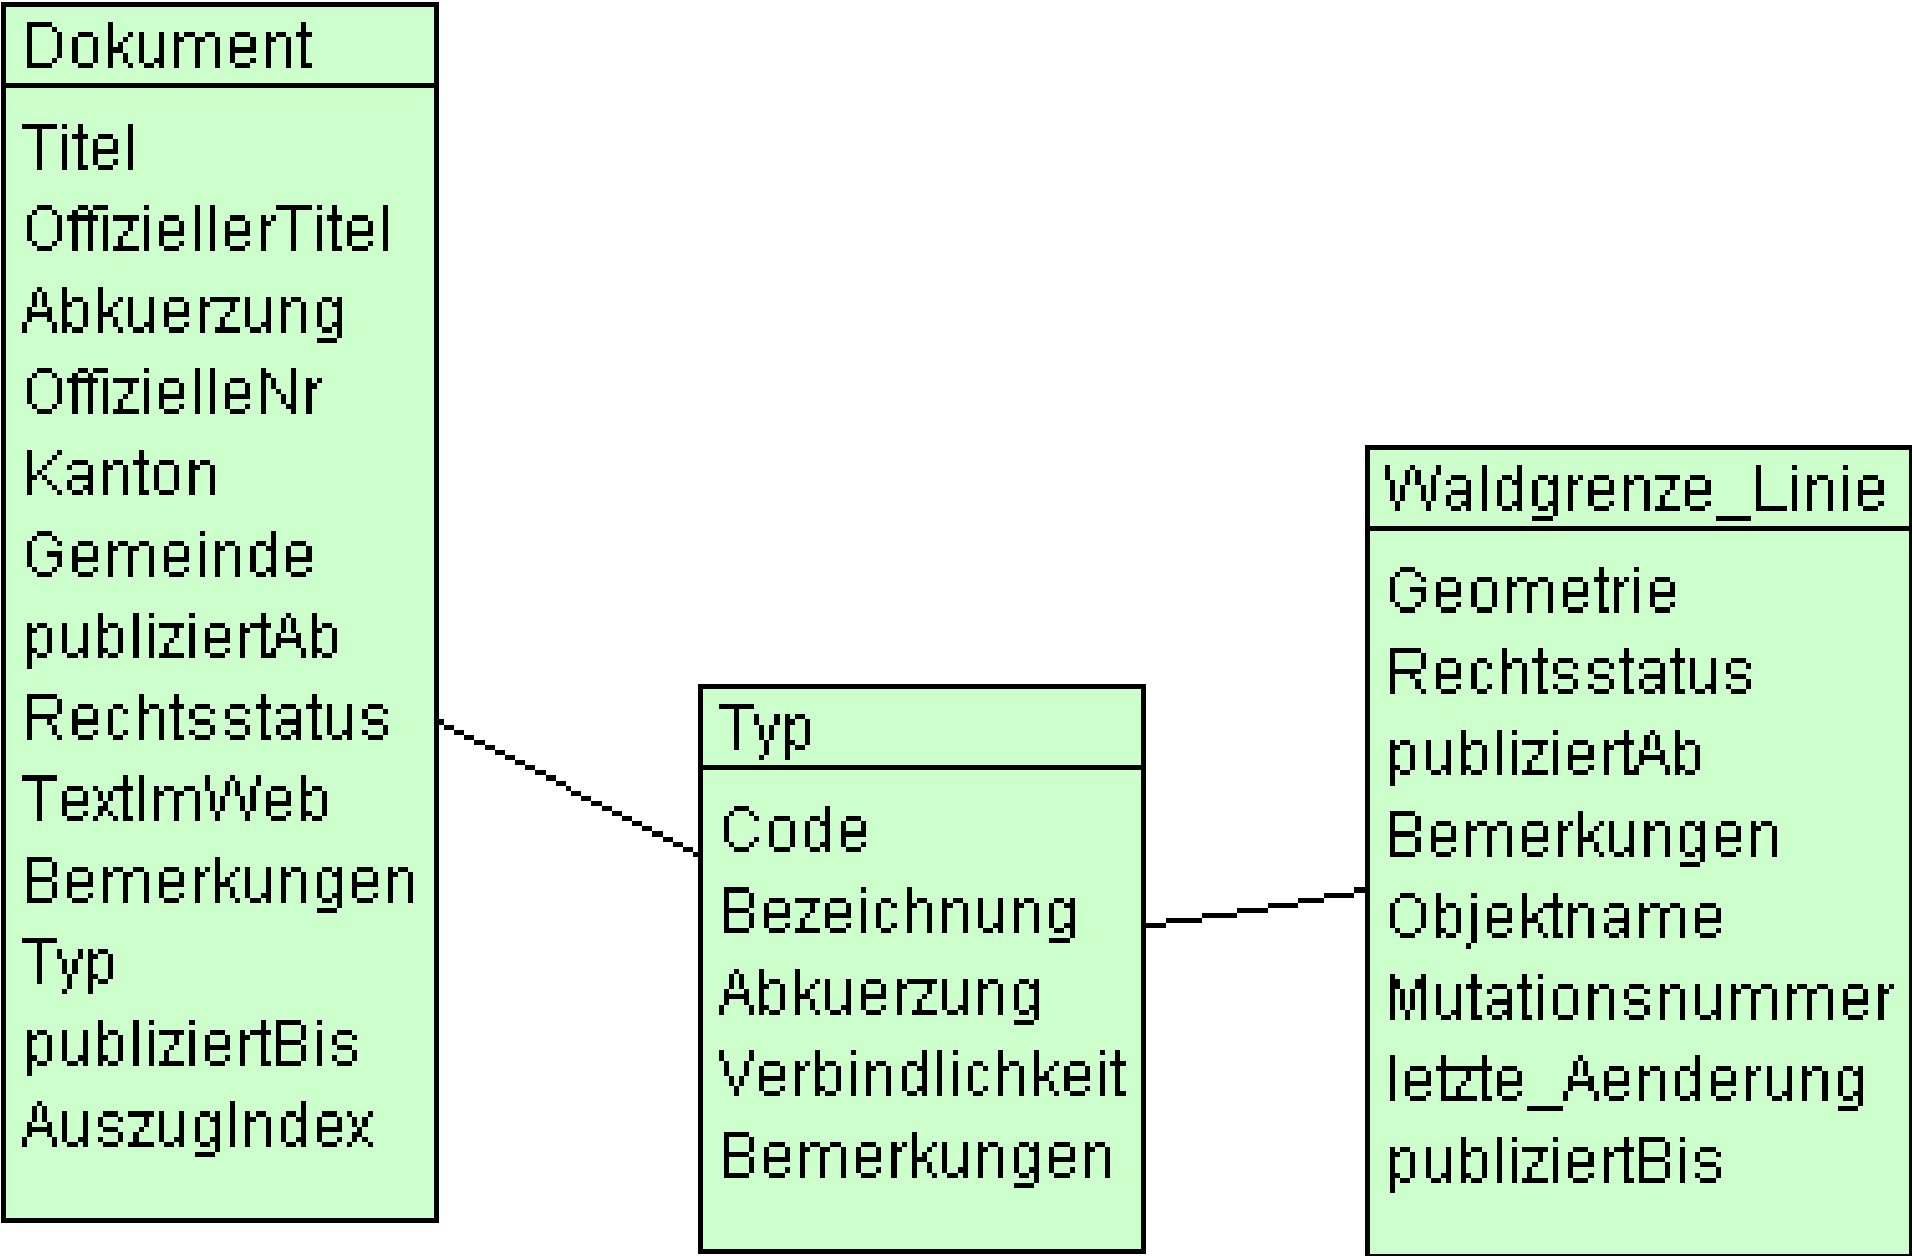 Dokument
Titel
OffiziellerTitel
Abkuerzung
OffizielleNr
Kanton
Gemeinde
publiziertAb
Rechtsstatus
TextImWeb
Bemerkungen
Typ
publiziertBis
AuszugIndex
Typ
Code
Bezeichnung
Abkuerzung
Verbindlichkeit
Bemerkungen
Waldgrenze_Linie
Geometrie
Rechtsstatus
publiziertAb
Bemerkungen
Objektname
Mutationsnummer
letzte_Aenderung
publiziertBis